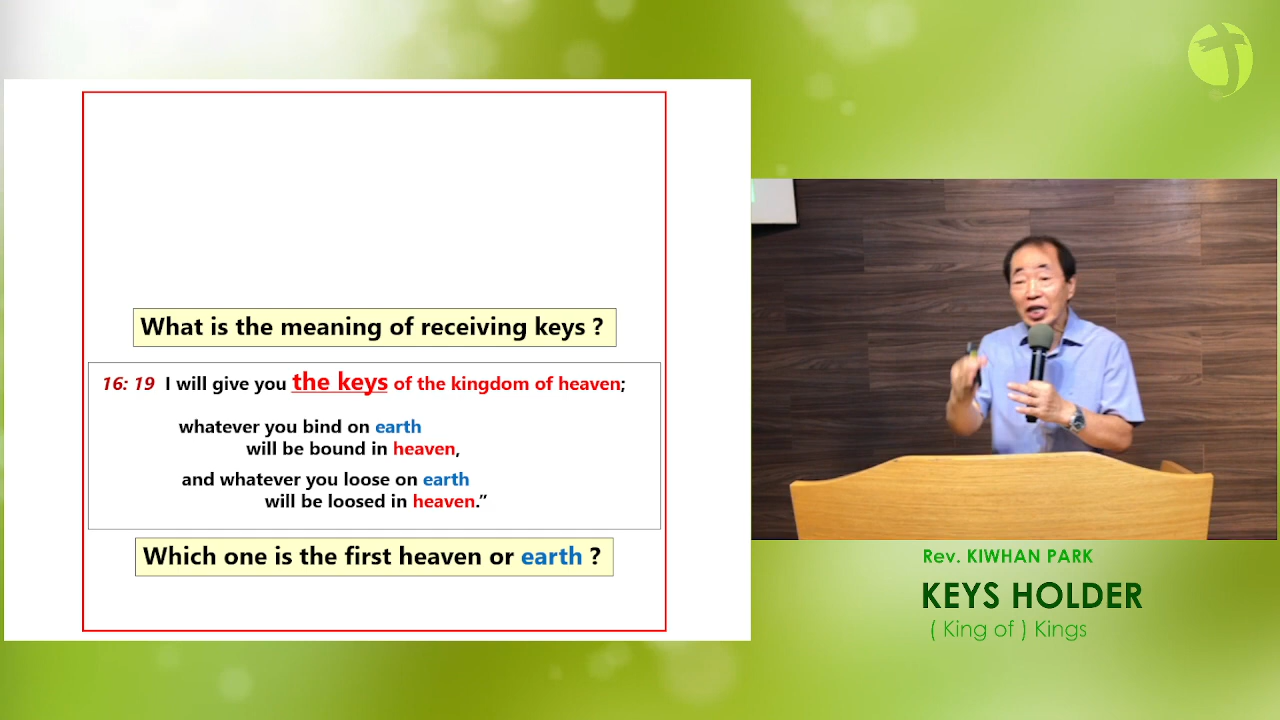 What is the meaning of receiving keys ?
16: 19 I will give you the keys of the kingdom of heaven;
whatever you bind on earth
will be bound in heaven,
and whatever you loose on earth
will be loosed in heaven.”
Which one is the first heaven or earth ?
Rev. KIWHAN PARK
KEYS HOLDER
( King of ) Kings